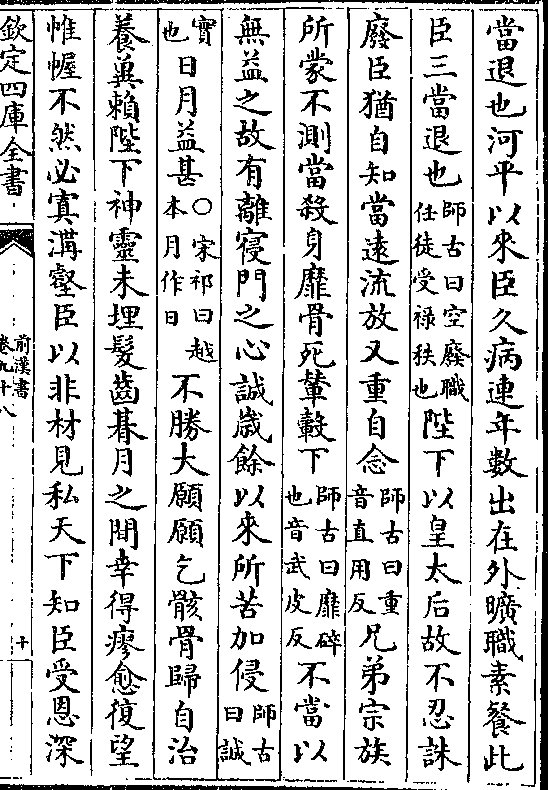 當退也河平以來臣久病連年數出在外曠職素餐此
臣三當退也師古曰空廢職任徒受祿秩也陛下以皇太后故不忍誅
廢臣猶自知當遠流放又重自念師古曰重音直用反兄弟宗族
所蒙不測當殺身靡骨死輦轂下師古曰靡碎也音武皮反不當以
無益之故有離寑門之心誠歲餘以來所苦加侵師古曰誠
實也日月益甚○宋祁曰越本月作日不勝大願願乞骸骨歸自治
養冀賴陛下神靈未埋髮齒朞月之間幸得瘳愈復望
帷幄不然必寘溝壑臣以非材見私天下知臣受恩深
欽定四庫全書
前漢書
卷九十八
十